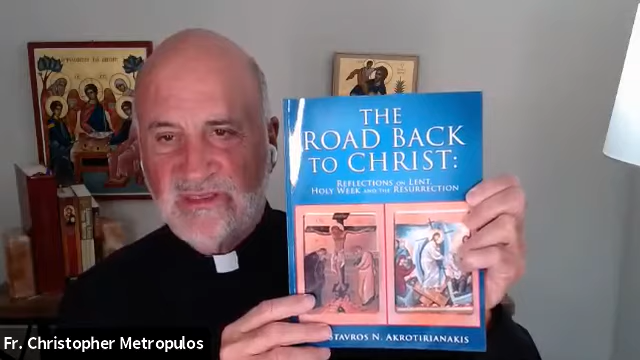 THE
ROAD BACK
TO CHRIST:
REFLECTIONS ON LENT,
HOLY WEEK AND THE RESURRECTION
STAVROS N. AKROTIRIANAKIS
Fr. Christopher Metropulos